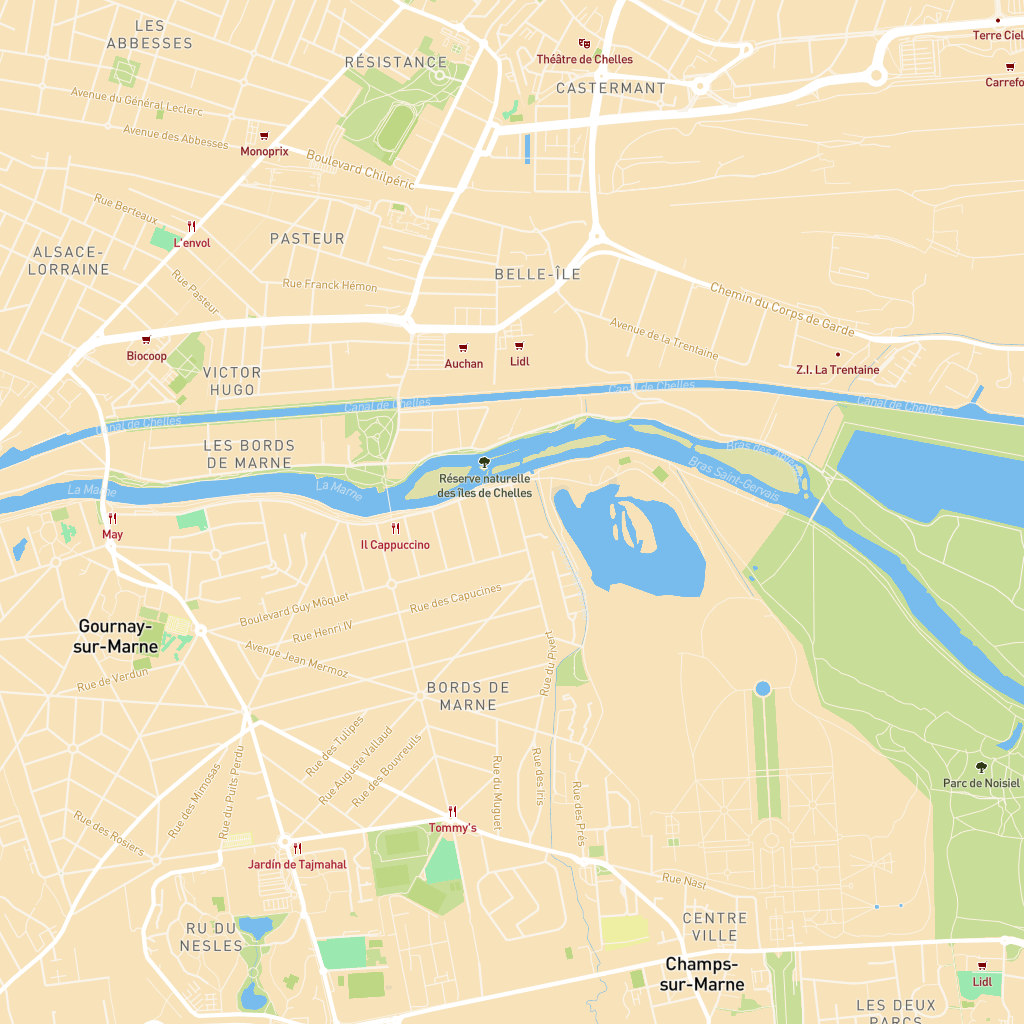 LES
ABBESSES
RÉSISTANCE
Théâtre de Chelles
CASTERMANT
Terre Ciel
Carrefo
Avenue du Général Leclerc
Avenue des Abbesses
Monoprix
Boulevard Chilpéric
Rue Berteaux
L'envol
PASTEUR
ALSACE-
LORRAINE
BELLE-ÎLE
Rue Pasteur
Rue Franck Hémon
Chemin du Corps de Garde
Avenue de la Trentaine
Biocoop
Auchan
Lidl
Z.I. La Trentaine
VICTOR
HUGO
Canal de Chelles
Canal de Chelles
Canal de Chelles
Canal de Chelles
LES BORDS
DE MARNE
Bras Saint-Gervais
La Marne
La Marne
Réserve naturelle
des îles de Chelles
May
Il Cappuccino
Gournay-
sur-Marne
Boulevard Guy Môquet
Rue des Capucines
Rue Henri IV
Avenue Jean Mermoz
Rue du Pivert
Rue de Verdun
BORDS DE
MARNE
Rue des Tulipes
Rue Auguste Vallaud
Rue des Bouvreuils
Rue des Mimosas
Rue du Puits Perdu
Rue du Muguet
Rue des Iris
Rue des Prés
Parc de Noisiel
Rue des Rosiers
Tommy's
Jardín de Tajmahal
Rue Nast
RU DU
NESLES
CENTRE
VILLE
Champs-
sur-Marne
Lidl
LES DEUX
PARCS